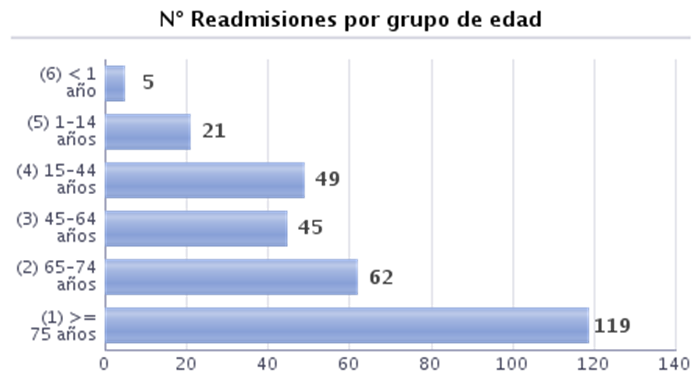 N° Readmisiones por grupo de edad
(6) < 1
año
5
(5) 1-14
años
21
(4) 15-44
años
49
(3) 45-64
años
45
(2) 65-74
años
62
(1) >=
75 años
119
0 20 40 60 80 100 120 140